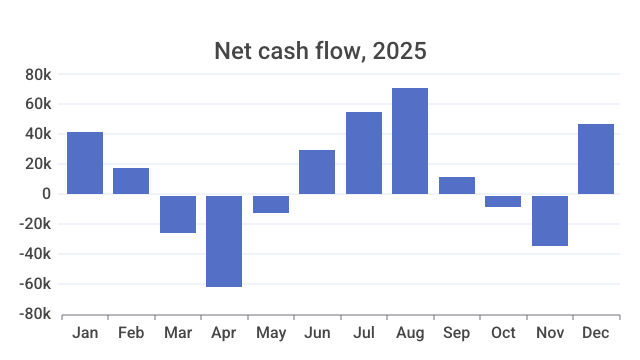 Net cash flow, 2025
80k
60k
40k
20k
0
-20k
-40k
-60k
-80k
Jan Feb Mar Apr May Jun Jul Aug Sep Oct Nov Dec